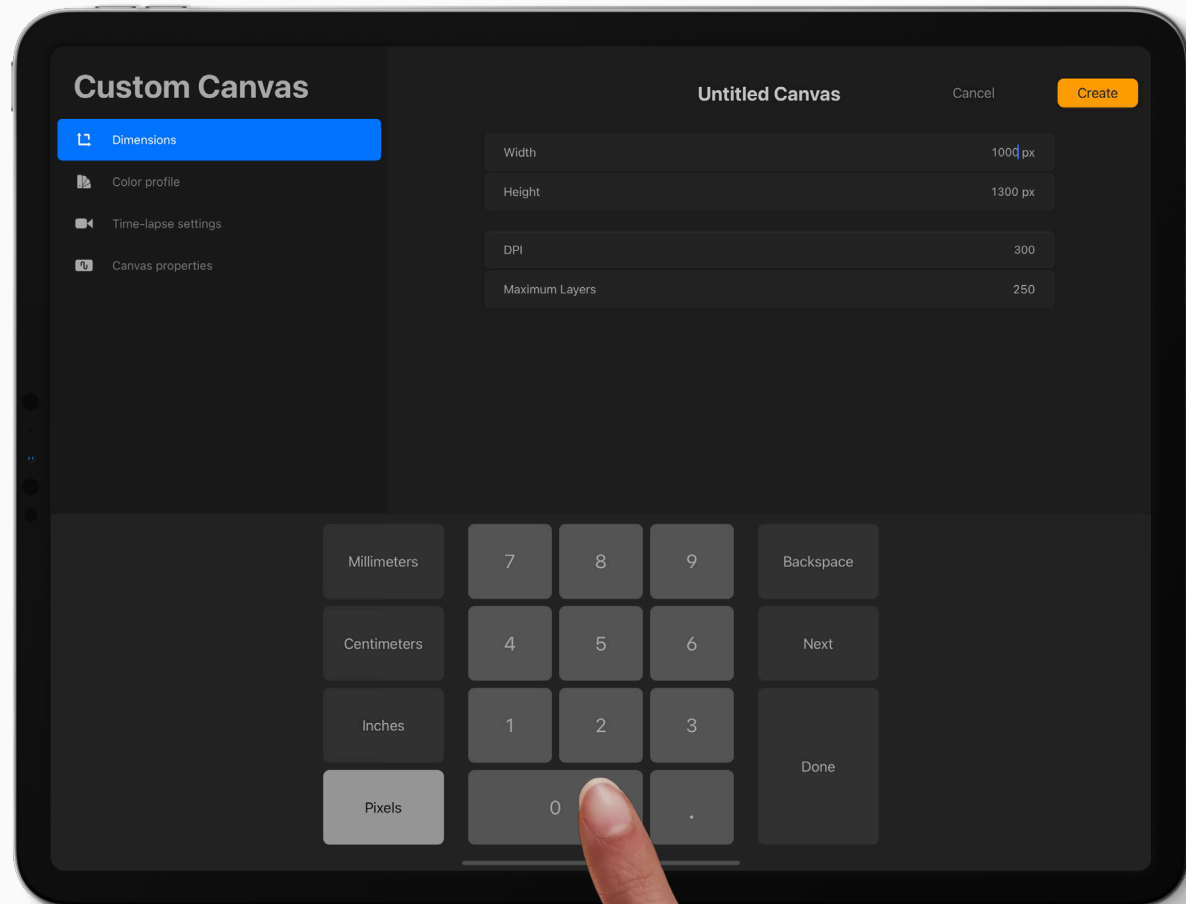 Custom Canvas
Dimensions
Color profile
Time-lapse settings
Canvas properties
Untitled Canvas
Cancel
Create
Width 1000 px
Height 1300 px
DPI 300
Maximum Layers 250
Millimeters 7 8 9 Backspace
Centimeters 4 5 6 Next
Inches 1 2 3
Done
Pixels 0 .